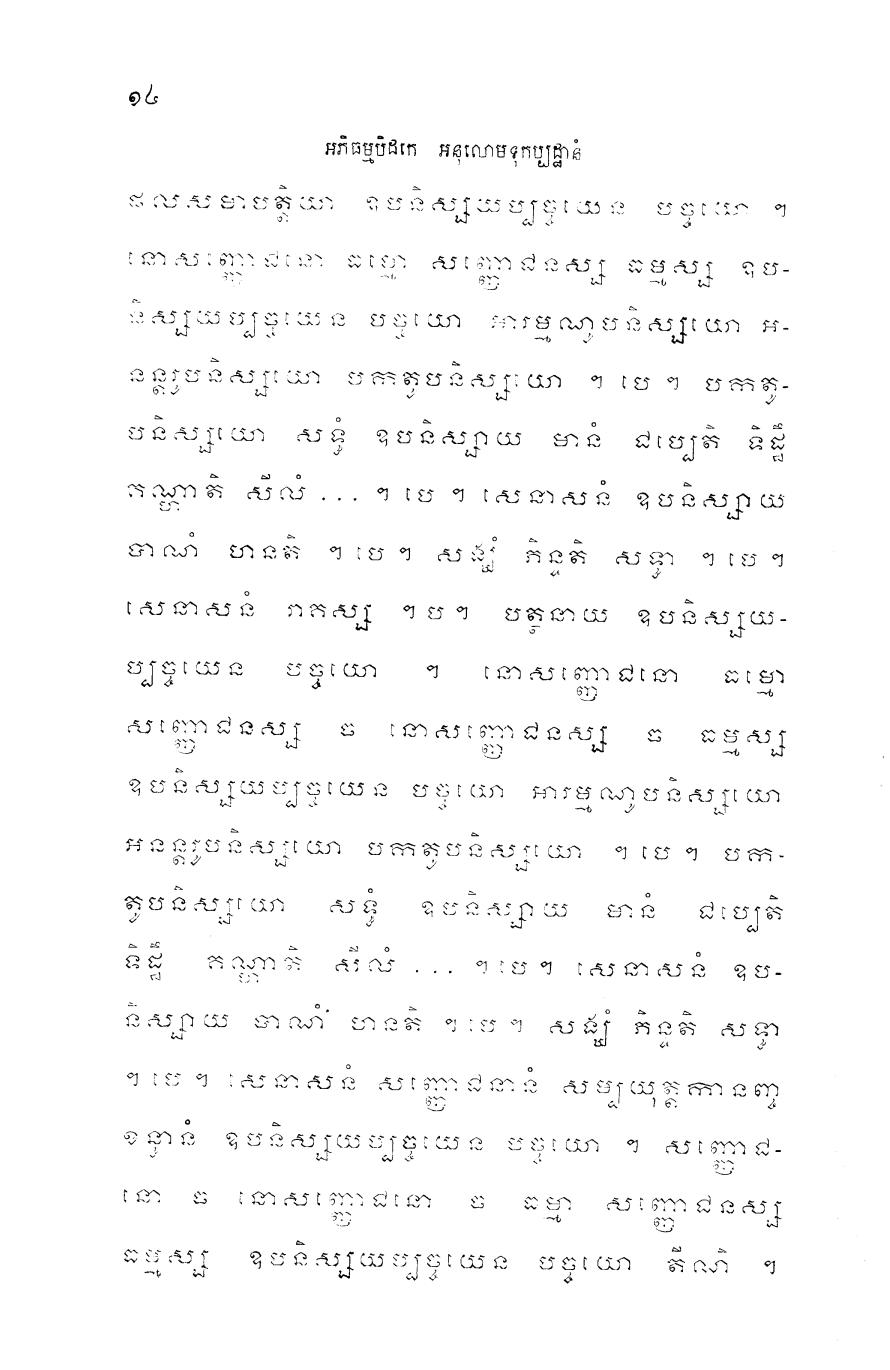 ១៤
អភិធម្មបិដកេ អនុលោមទុកប្បដ្ឋានំ
ផលសមាបត្តិយា ឧបនិស្សយប្បច្ចយេន បច្ចយោ ។
នោសញ្ញោជនោ ធម្មោ សញ្ញោជនស្ស ធម្មស្ស ឧប-
និស្សយប្បច្ចយេន បច្ចយោ អារម្មណូបនិស្សយោ អ-
នន្តរូបនិស្សយោ បកតូបនិស្សយោ ។ បេ ។ បកតូ-
បនិស្សយោ សទ្ធំ ឧបនិស្សាយ មានំ ជប្បេតិ ទិដ្ឋឹ
គណ្ហាតិ សីលំ ... ។ បេ ។ សេនាសនំ ឧបនិស្សាយ
បាណំ ហនតិ ។ បេ ។ សង្ឃំ ភិន្ទតិ សទ្ធា ។ បេ ។
សេនាសនំ រាគស្ស ។ ប ។ បត្ថនាយ ឧបនិស្សយ-
ប្បច្ចយេន បច្ចយោ ។ នោសញ្ញោជនោ ធម្មោ
សញ្ញោជនស្ស ច នោសញ្ញោជនស្ស ច ធម្មស្ស
ឧបនិស្សយប្បច្ចយេន បច្ចយោ អារម្មណូបនិស្សយោ
អនន្តរូបនិស្សយោ បកតូបនិស្សយោ ។ បេ ។ បក-
តូបនិស្សយោ សទ្ធំ ឧបនិស្សាយ មានំ ជប្បេតិ
ទិដ្ឋឹ គណ្ហាតិ សីលំ ... ។ បេ ។ សេនាសនំ ឧប-
និស្សាយ បាណំ ហនតិ ។ បេ ។ សង្ឃំ ភិន្ទតិ សទ្ធា
។ បេ ។ សេនាសនំ សញ្ញោជនានំ សម្បយុត្តកានញ្ច
ខន្ធានំ ឧបនិស្សយប្បច្ចយេន បច្ចយោ ។ សញ្ញោជ-
នោ ច នោសញ្ញោជនោ ច ធម្មា សញ្ញោជនស្ស
ធម្មស្ស ឧបនិស្សយប្បច្ចយេន បច្ចយោ តីណិ ។